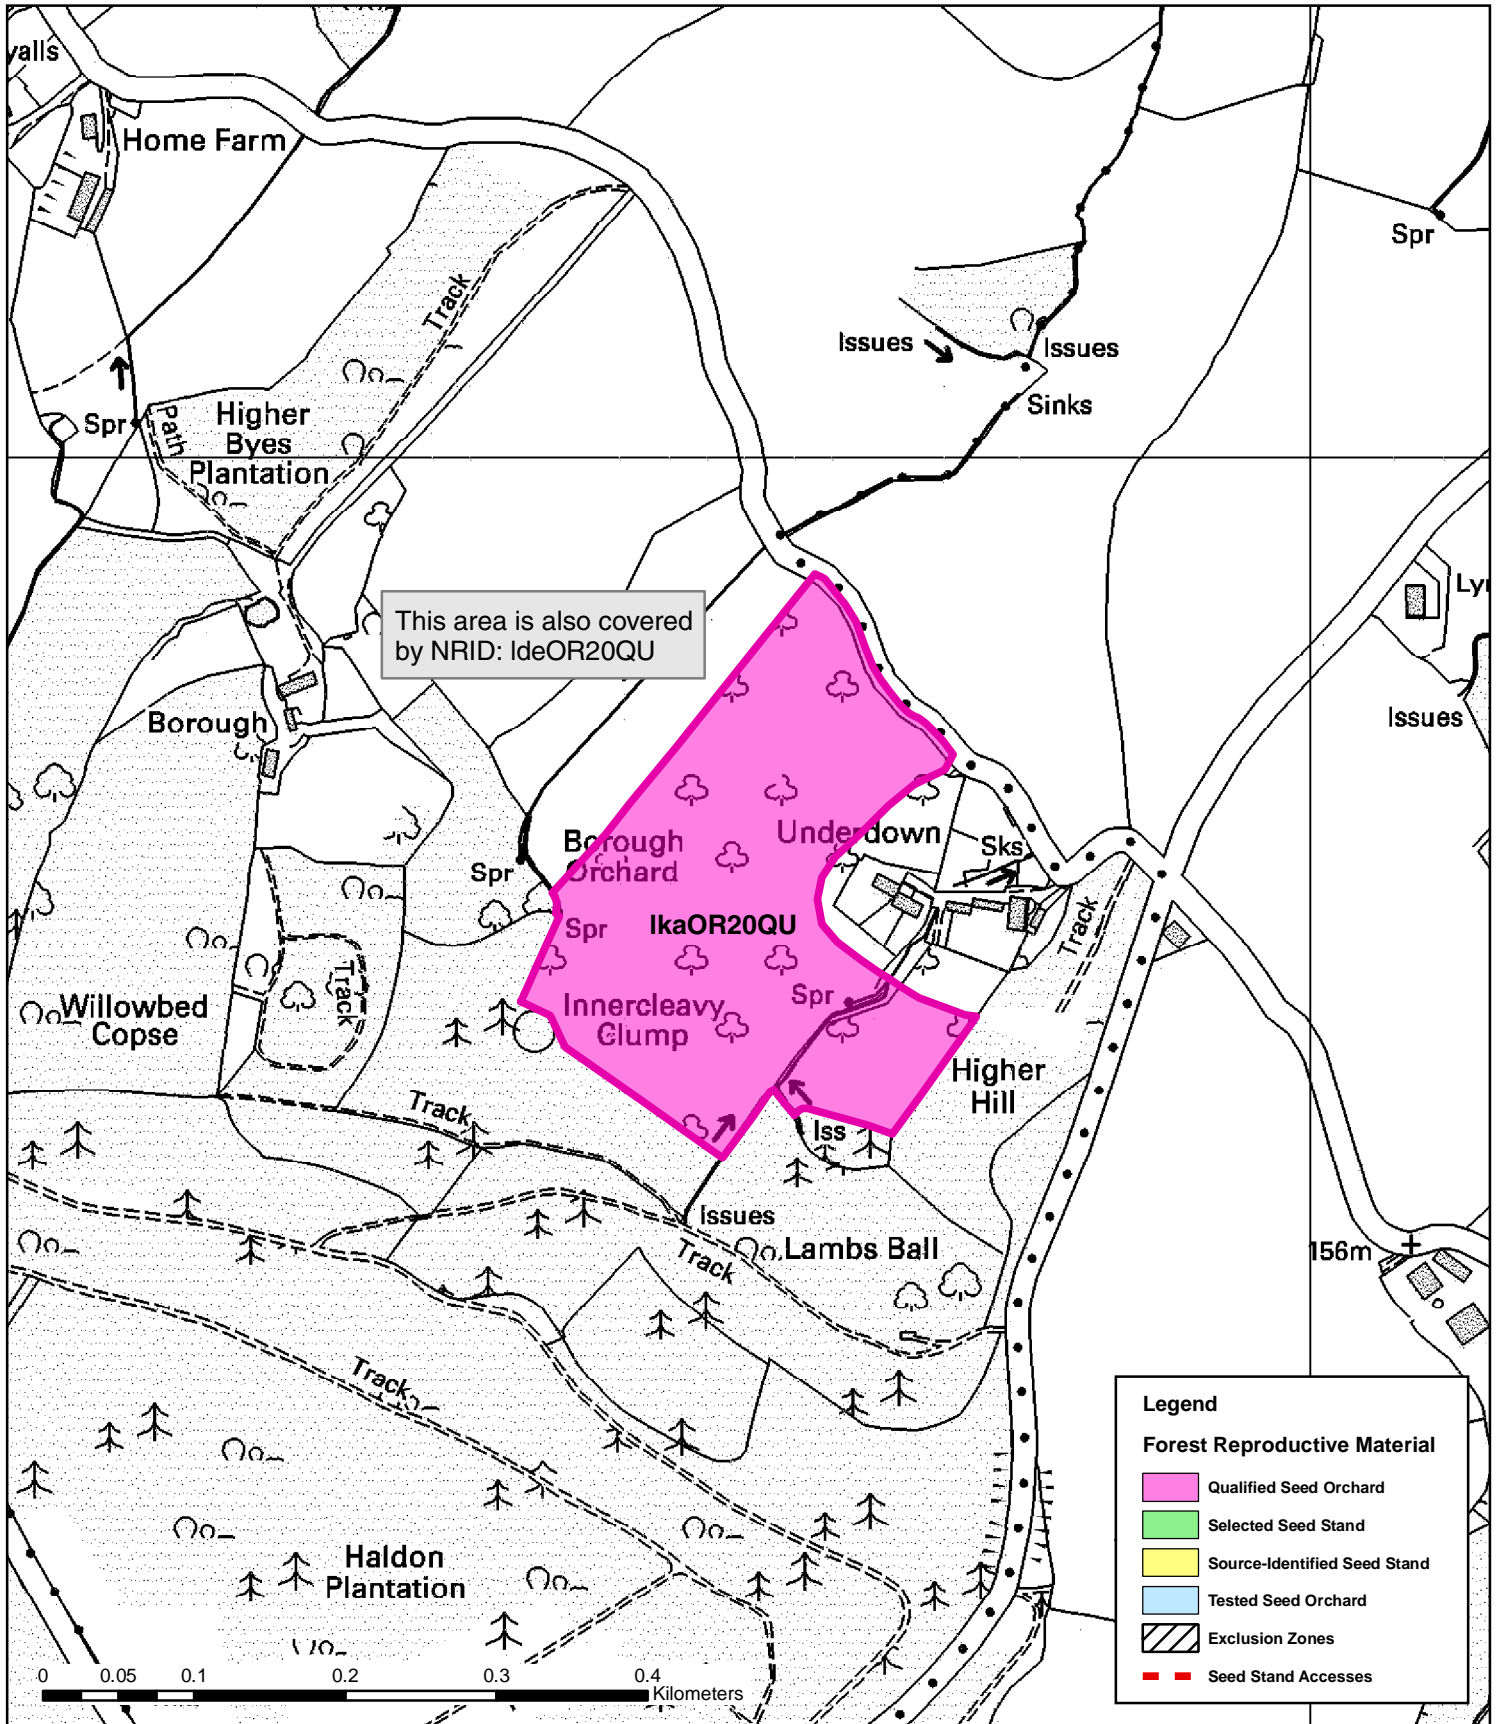 Home Farm
Track
Spr
Issues
Issues
Sinks
Spr
Path
Higher
Byes
Plantation
This area is also covered
by NRID: IdeOR20QU
Borough
Issues
Borough
Orchard
Underdown
Sks
Spr
Spr
IkaOR20QU
Track
Track
Willowbed
Copse
Innercleavy
Clump
Spr
Higher
Hill
Track
Iss
Issues
Track
Lambs Ball
156m
Track
Haldon
Plantation
Legend
Forest Reproductive Material
Qualified Seed Orchard
Selected Seed Stand
Source-Identified Seed Stand
Tested Seed Orchard
Exclusion Zones
Seed Stand Accesses
0 0.05 0.1 0.2 0.3 0.4
Kilometers